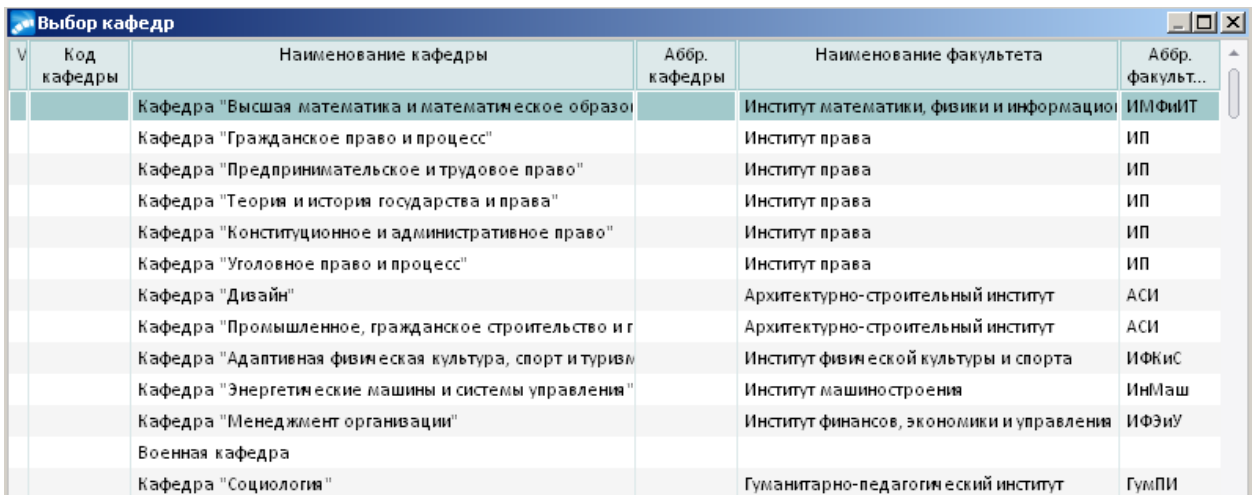 Выбор кафедр
V Код кафедры Наименование кафедры Аббр. кафедры Наименование факультета Аббр. факульт...
Кафедра "Высшая математика и математическое образо Институт математики, физики и информацио ИМФиИТ
Кафедра "Гражданское право и процесс" Институт права ИП
Кафедра "Предпринимательское и трудовое право" Институт права ИП
Кафедра "Теория и история государства и права" Институт права ИП
Кафедра "Конституционное и административное право" Институт права ИП
Кафедра "Уголовное право и процесс" Институт права ИП
Кафедра "Дизайн" Архитектурно-строительный институт АСИ
Кафедра "Промышленное, гражданское строительство и г Архитектурно-строительный институт АСИ
Кафедра "Адаптивная физическая культура, спорт и туризм Институт физической культуры и спорта ИФКиС
Кафедра "Энергетические машины и системы управления" Институт машиностроения ИнМаш
Кафедра "Менеджмент организации" Институт финансов, экономики и управления ИФЭиУ
Военная кафедра
Кафедра "Социология" Гуманитарно-педагогический институт ГумПИ